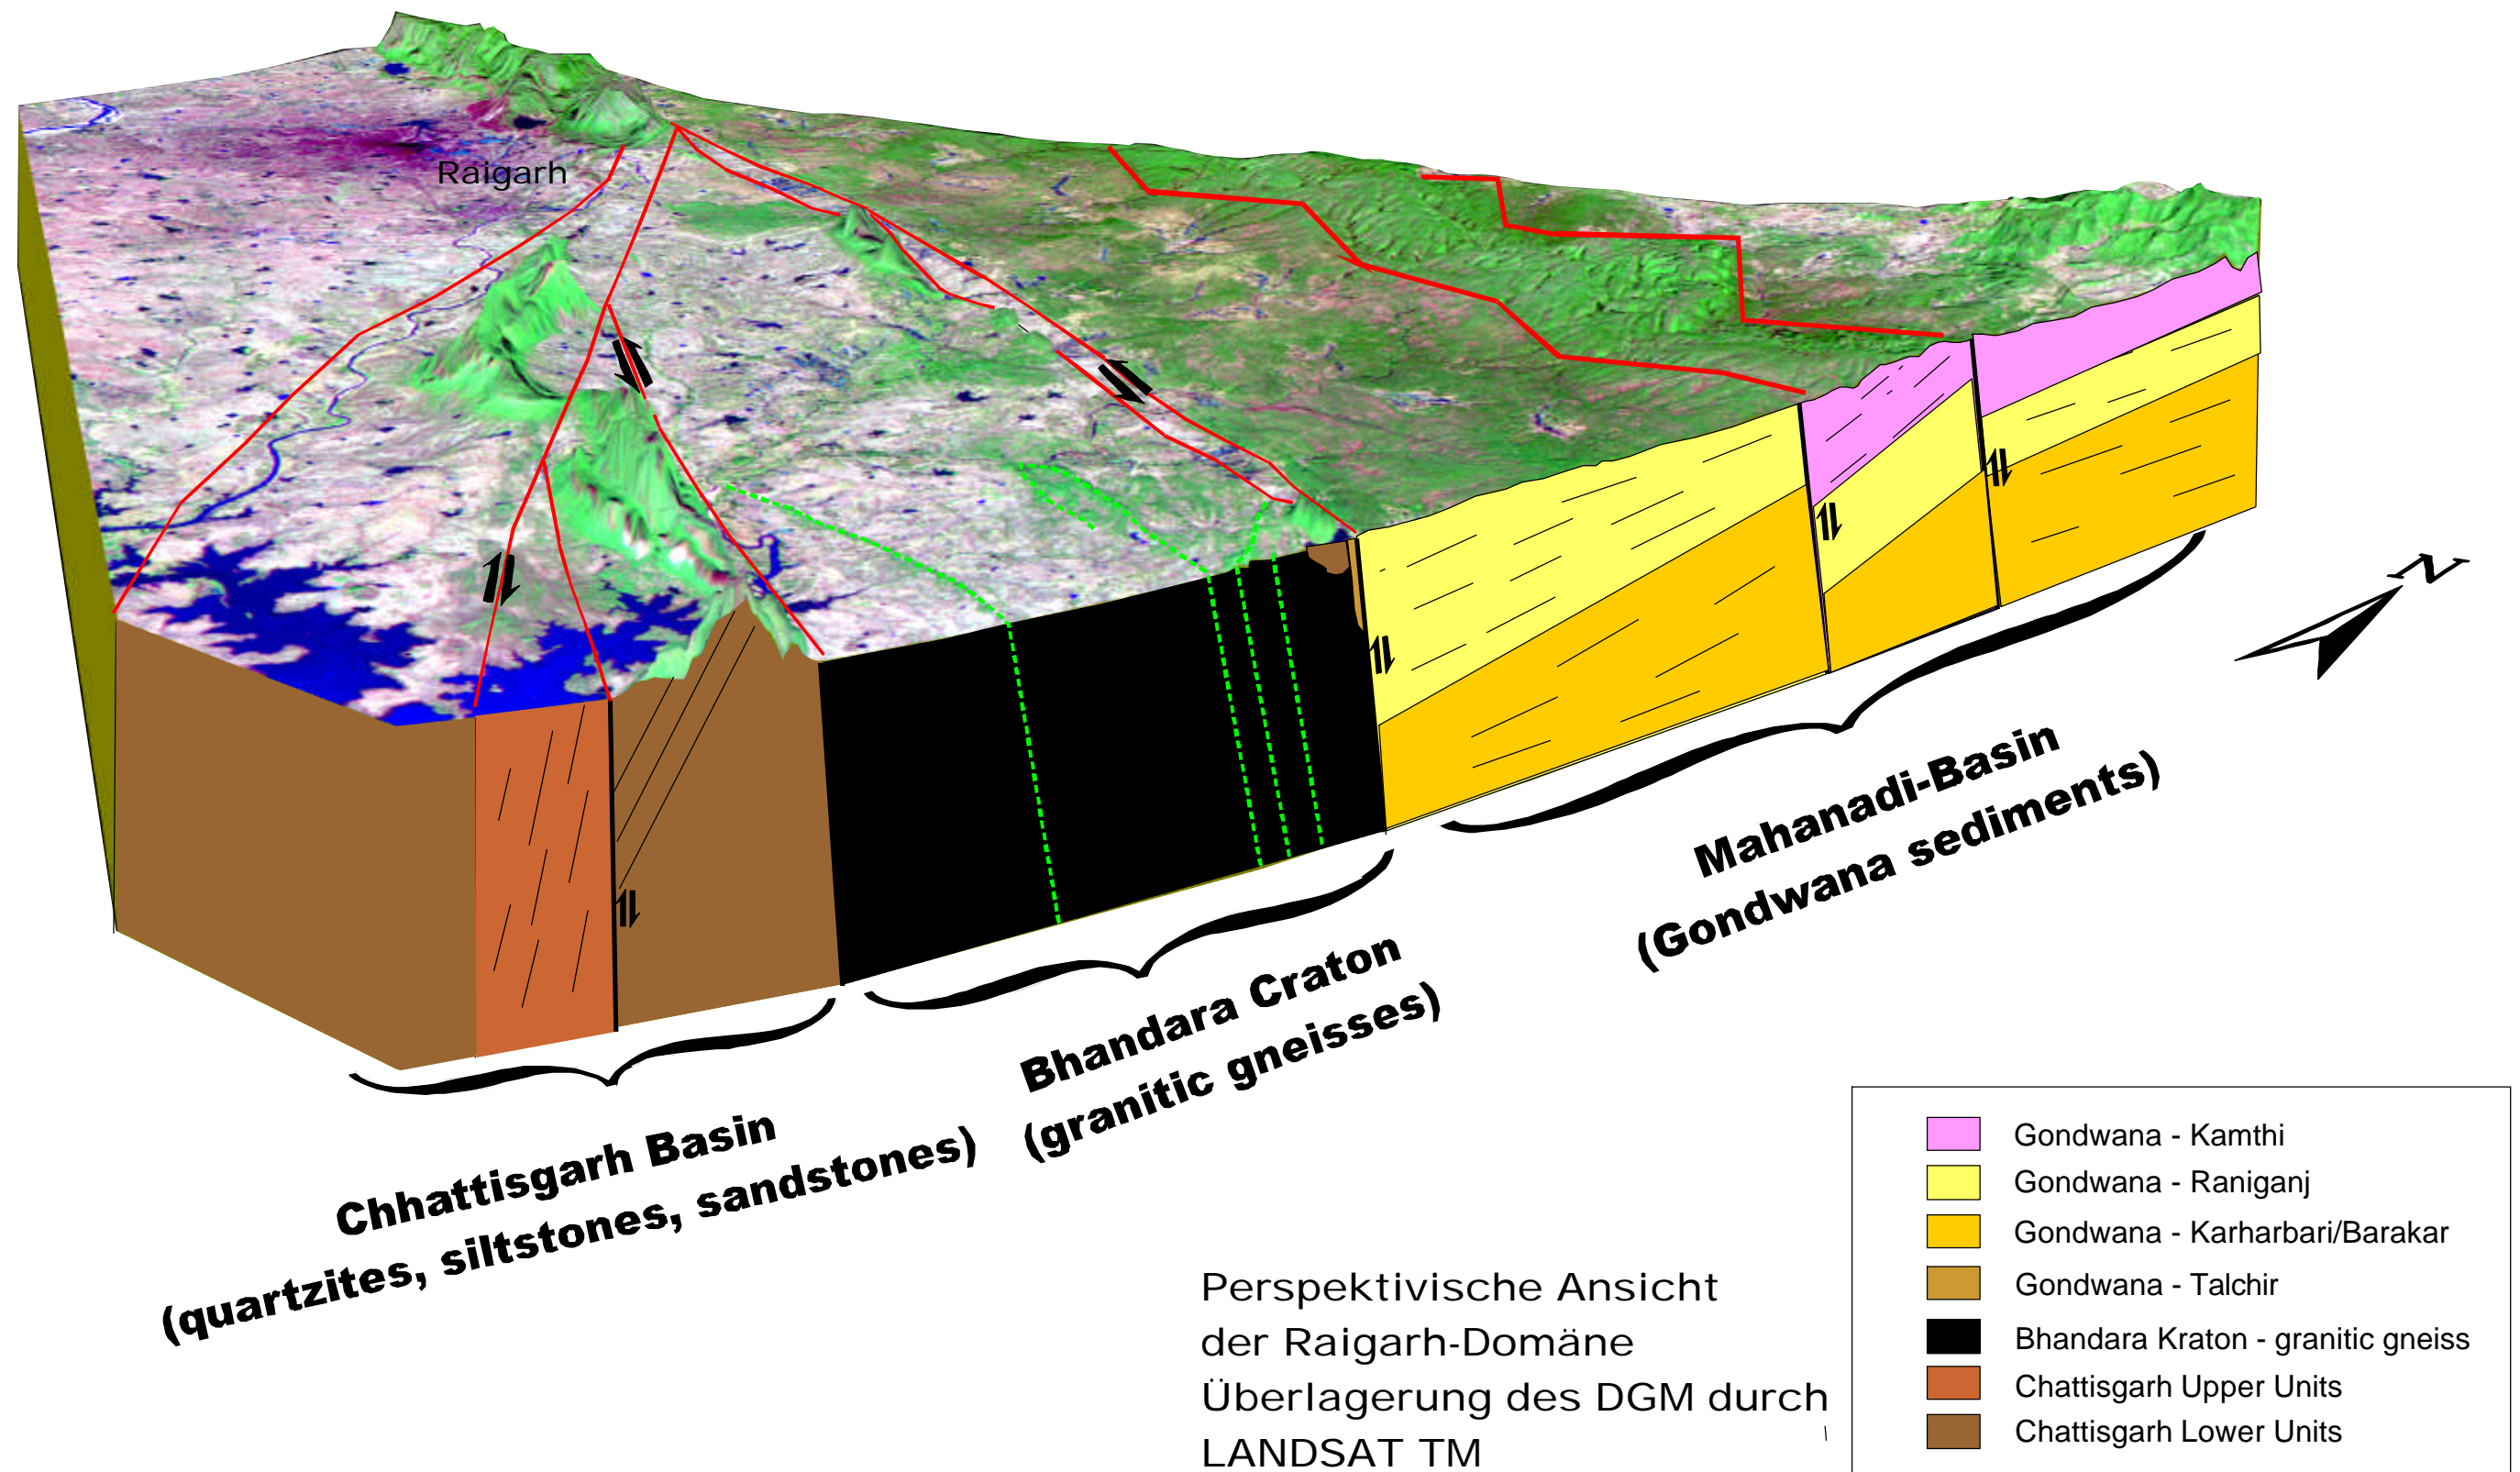 Raigarh
N
Mahanadi-Basin
(Gondwana sediments)
Bhandara Craton
(granitic gneisses)
Chhattisgarh Basin
(quartzites, siltstones, sandstones)
Perspektivische Ansicht
der Raigarh-Domäne
Überlagerung des DGM durch
LANDSAT TM
Gondwana - Kamthi
Gondwana - Raniganj
Gondwana - Karharbari/Barakar
Gondwana - Talchir
Bhandara Kraton - granitic gneiss
Chattisgarh Upper Units
Chattisgarh Lower Units